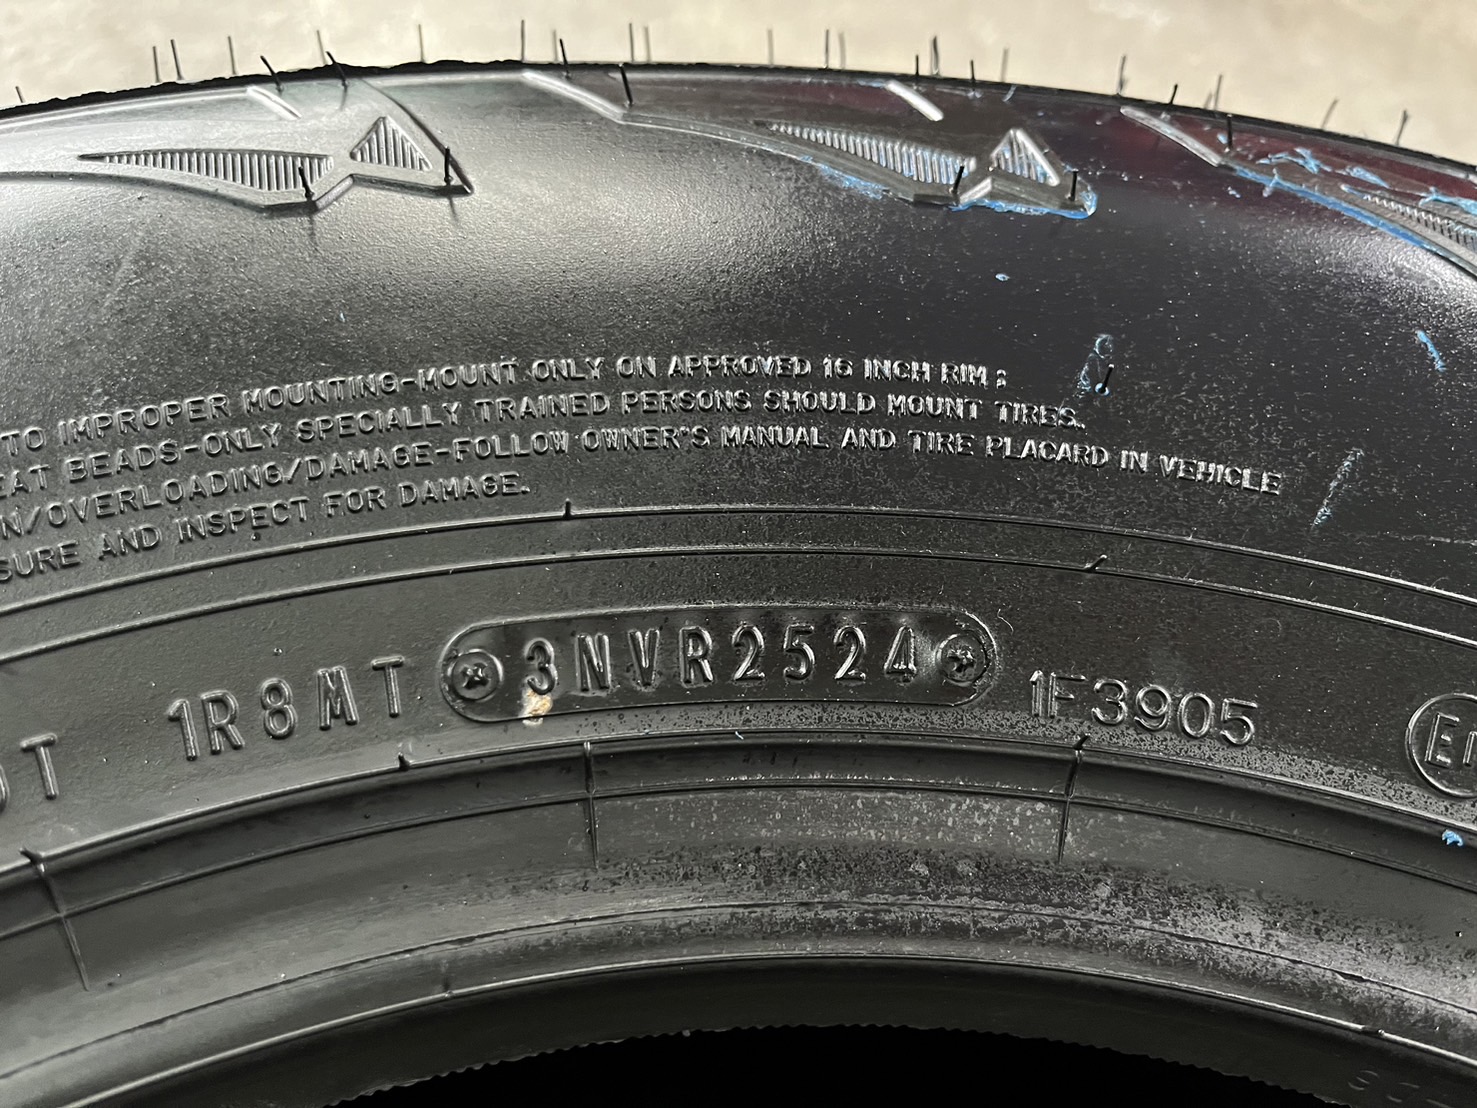 TO IMPROPER MOUNTING-MOUNT ONLY ON APPROVED 16 INCH RIM;
EAT BEADS-ONLY SPECIALLY TRAINED PERSONS SHOULD MOUNT TIRES.
N/OVERLOADING/DAMAGE-FOLLOW OWNER'S MANUAL AND TIRE PLACARD IN VEHICLE
SURE AND INSPECT FOR DAMAGE.
OT 1R8MT 3NVR2524 1F3905 E